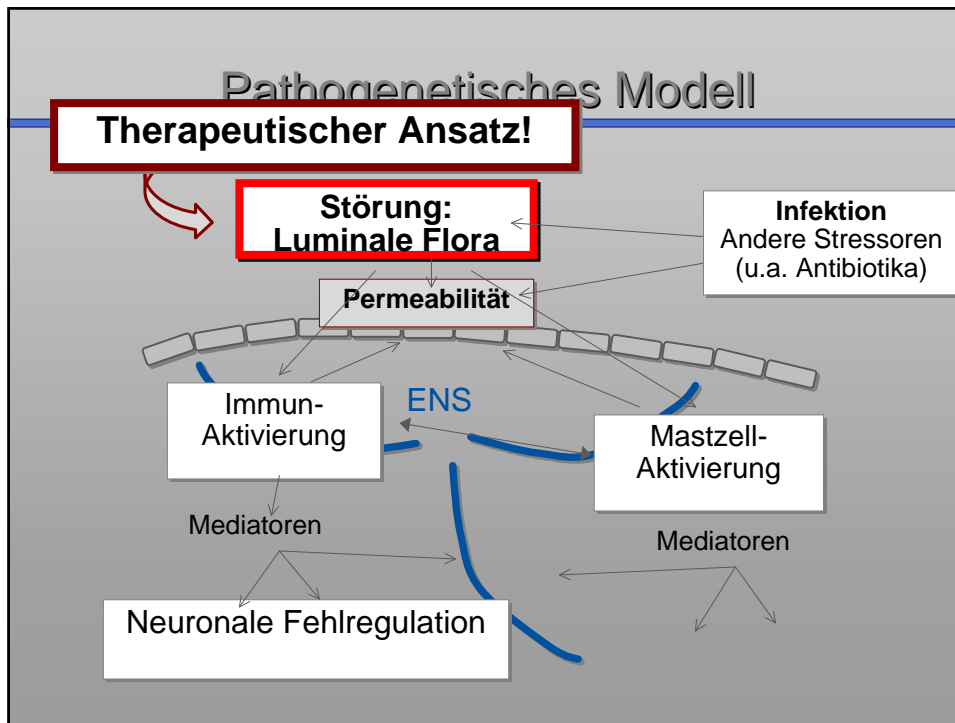 Pathogenetisches Modell
Therapeutischer Ansatz!
Störung:
Luminale Flora
Infektion
Andere Stressoren
(u.a. Antibiotika)
Permeabilität
Immun-
Aktivierung
ENS
Mastzell-
Aktivierung
Mediatoren
Mediatoren
Neuronale Fehlregulation